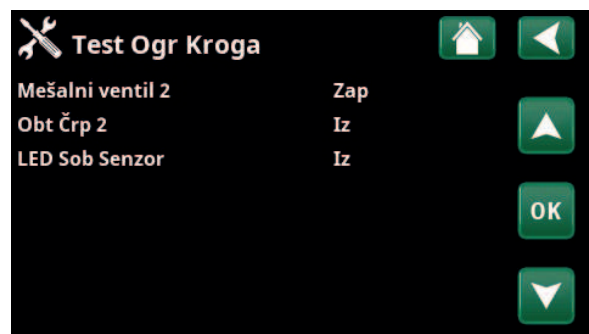 Test Ogr Kroga
Mešalni ventil 2 Zap
Obt Črp 2 Iz
LED Sob Senzor Iz
OK